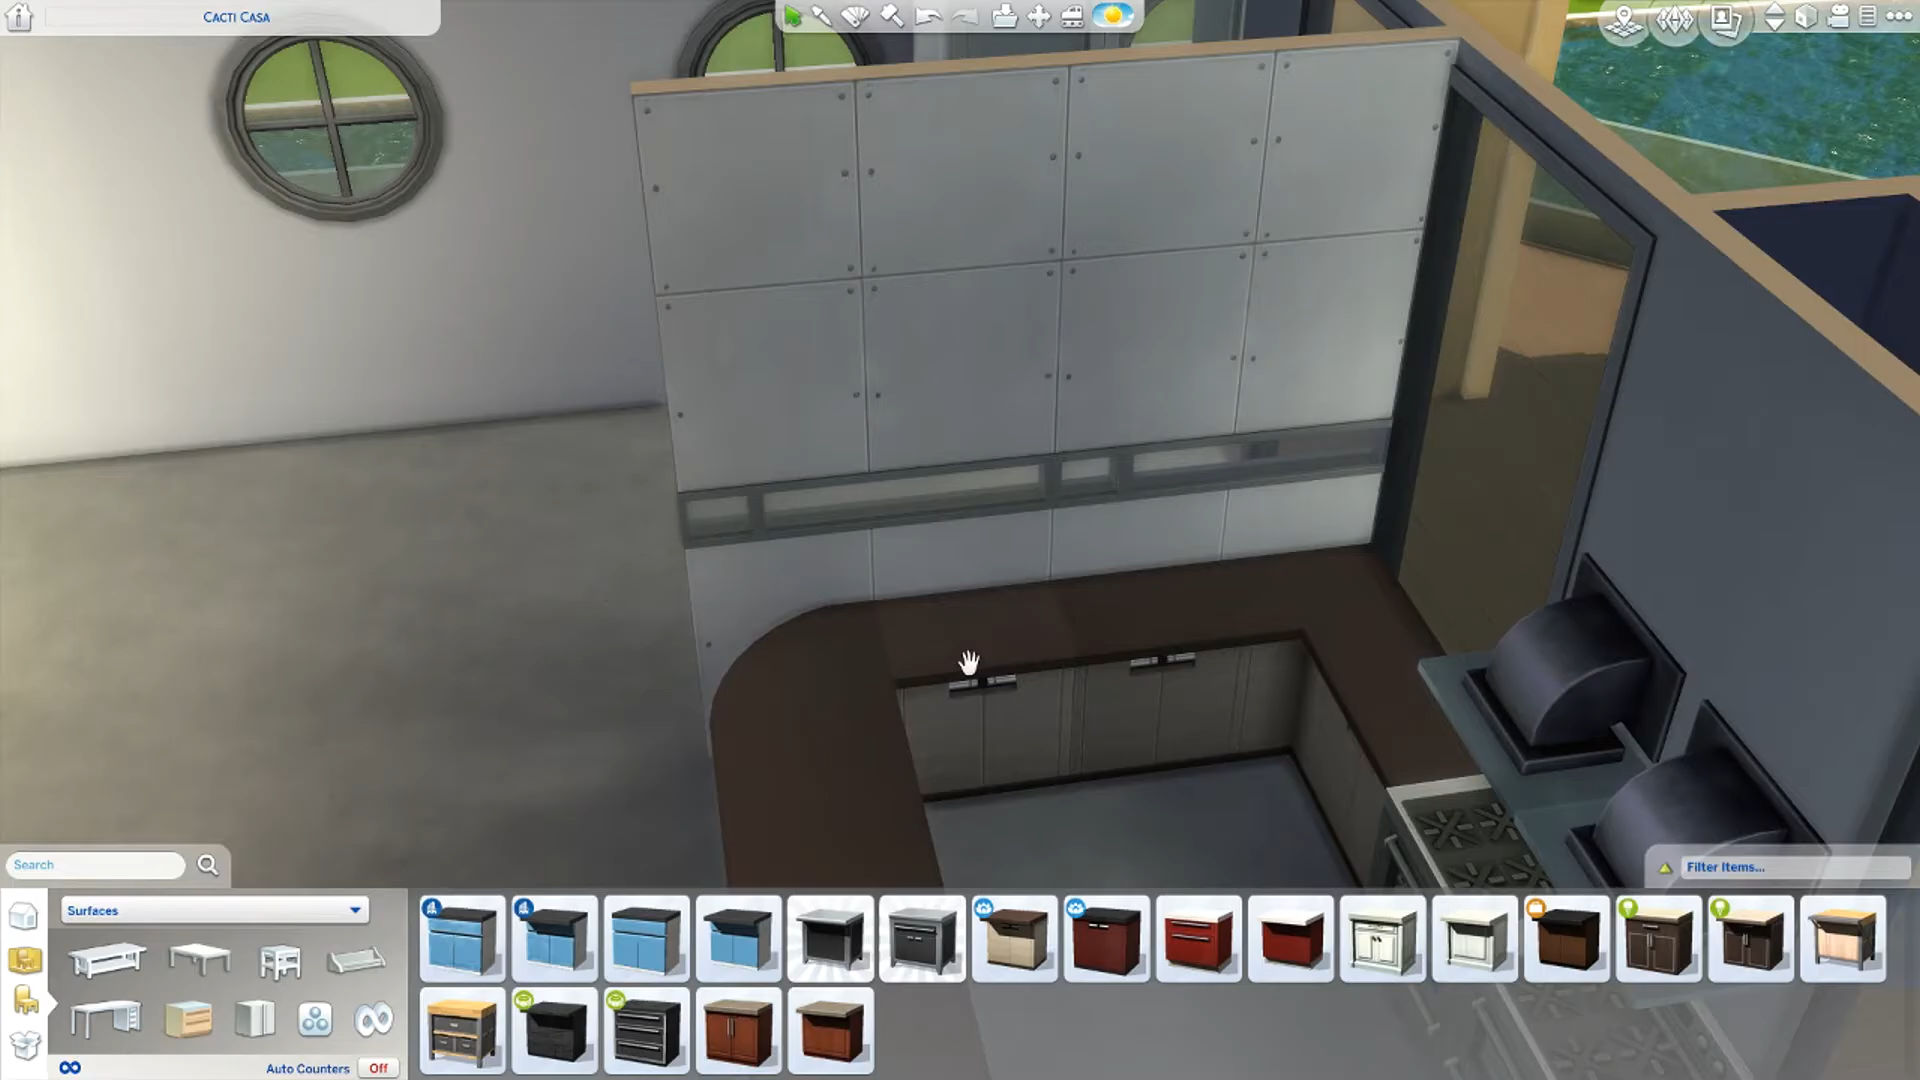 CACTI CASA
Search
Filter Items...
Surfaces
Auto Counters Off